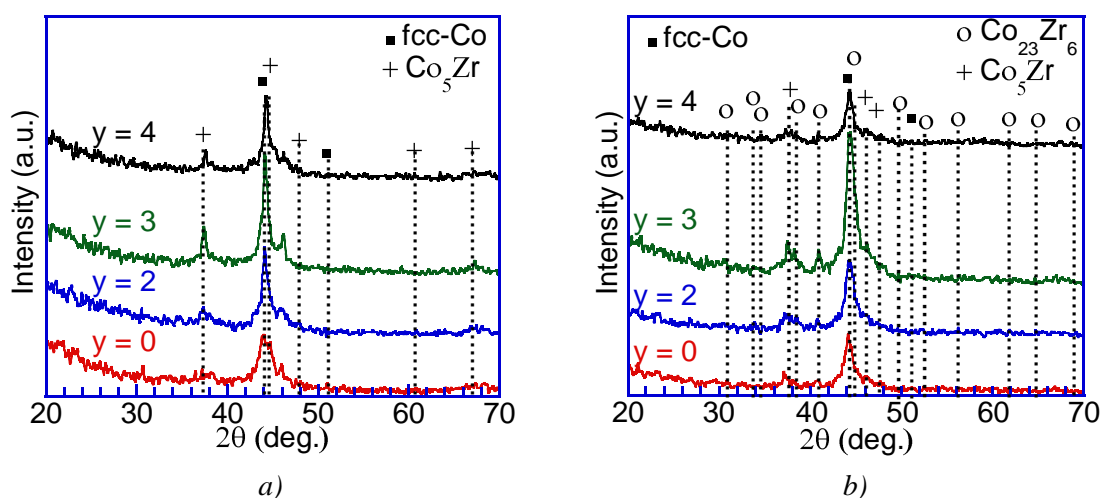 ■ fcc-Co
+ Co5Zr
y = 4
y = 3
y = 2
y = 0
Intensity (a.u.)
20 30 40 50 60 70
2θ (deg.)
a)
■ fcc-Co
o Co23Zr6
+ Co5Zr
y = 4
y = 3
y = 2
y = 0
Intensity (a.u.)
20 30 40 50 60 70
2θ (deg.)
b)